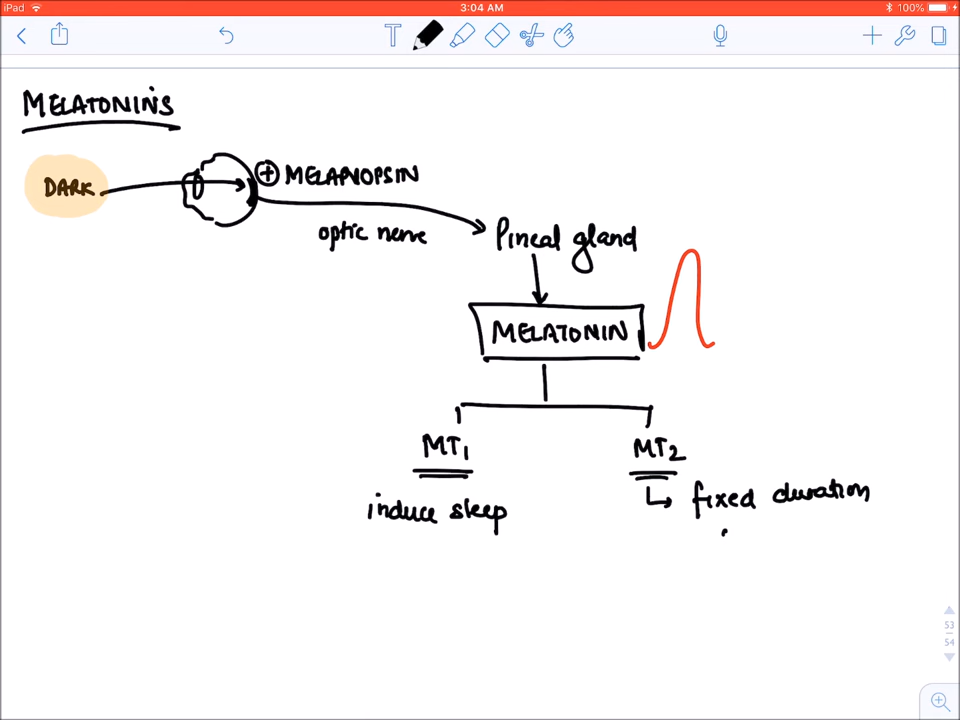 iPad
3:04 AM
100%
T
MELATONINS
DARK
+ MELANOPSIN
optic nerve
Pineal gland
MELATONIN
MT1
MT2
induce sleep
fixed duration
53
54